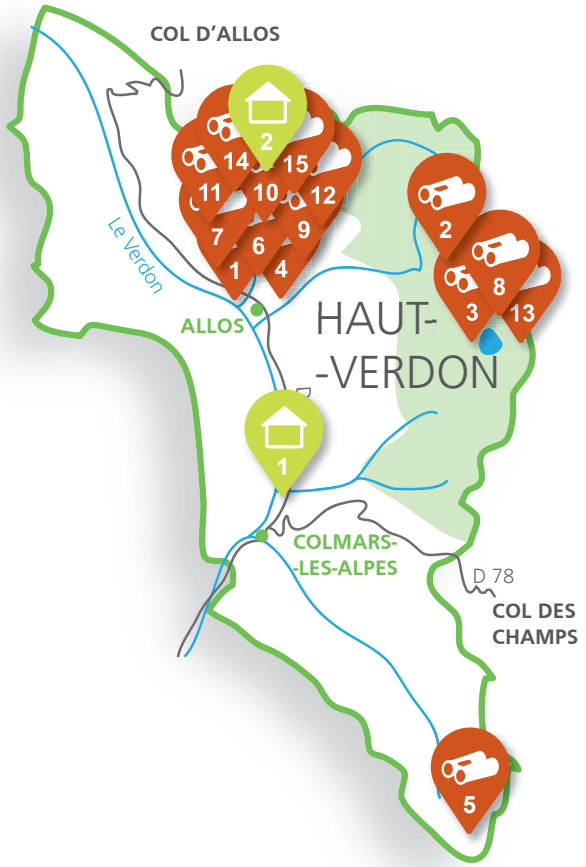 COL D'ALLOS
2
14
15
11
10
12
7
6
9
1
4
2
8
3
13
Le Verdon
ALLOS
HAUT-
-VERDON
1
COLMARS-
-LES-ALPES
D 78
COL DES
CHAMPS
5